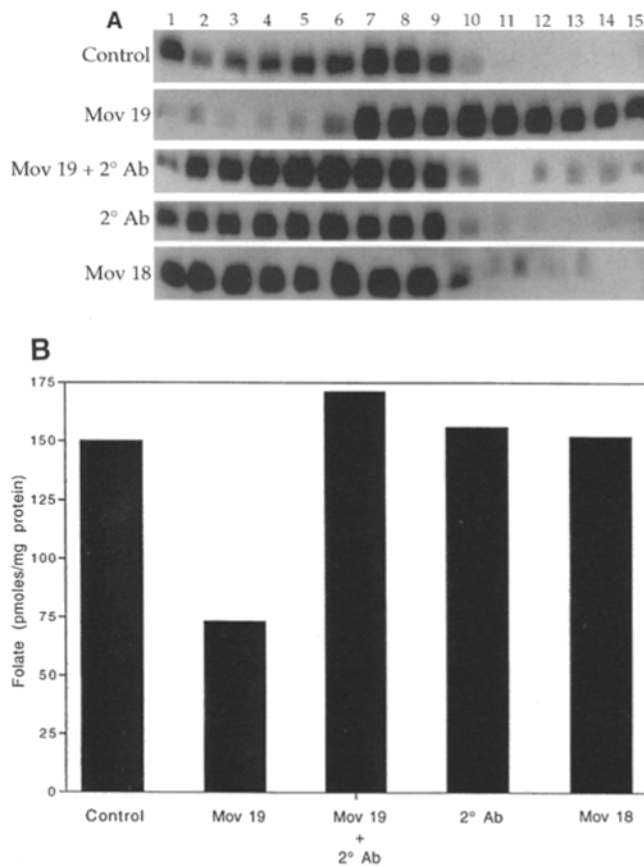 A 1 2 3 4 5 6 7 8 9 10 11 12 13 14 15
Control
Mov 19
Mov 19 + 2° Ab
2° Ab
Mov 18
B
175
150
125
100
75
50
25
0
Folate (pmoles/mg protein)
Control Mov 19 Mov 19 2° Ab Mov 18
+
2° Ab